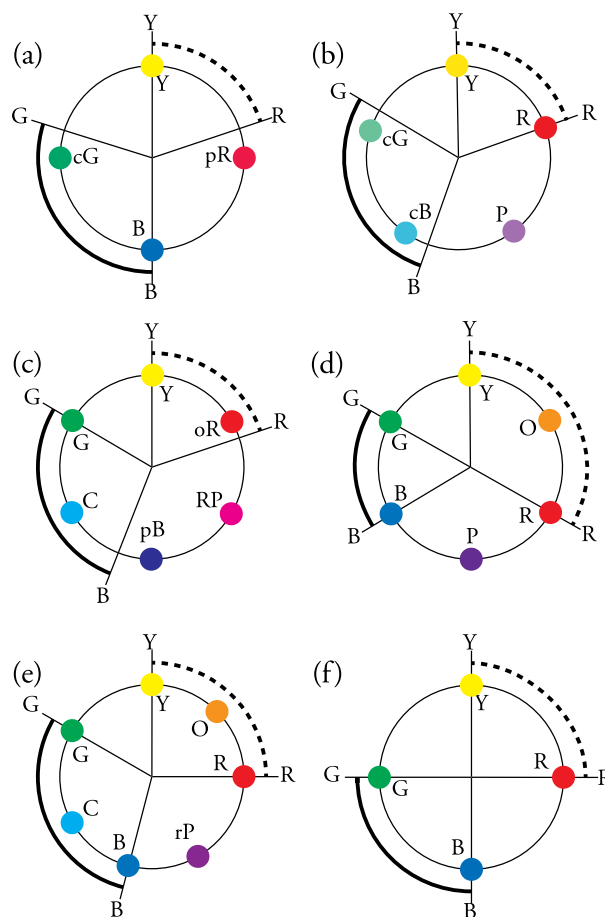 Y Y
(a) (b)
Y Y
G R G R R
cG pR cG
cB P
B
B B
Y Y
(c) (d)
Y Y
G oR R G O
G G
C RP B R
pB P B R
B
Y Y
(e) (f)
Y O Y
G
G R R G G R R
C B rP B
B B